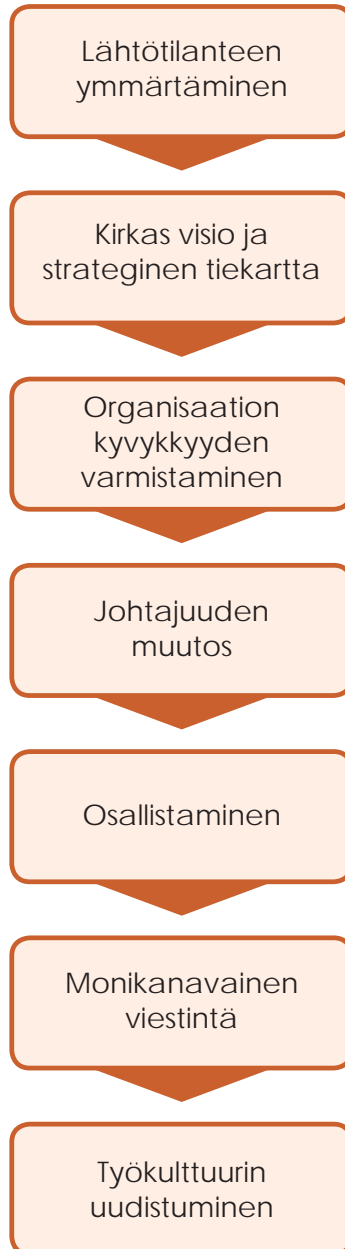 Lähtötilanteen
ymmärtäminen
Kirkas visio ja
strateginen tiekartta
Organisaation
kyvykkyyden
varmistaminen
Johtajuuden
muutos
Osallistaminen
Monikanavainen
viestintä
Työkulttuurin
uudistuminen